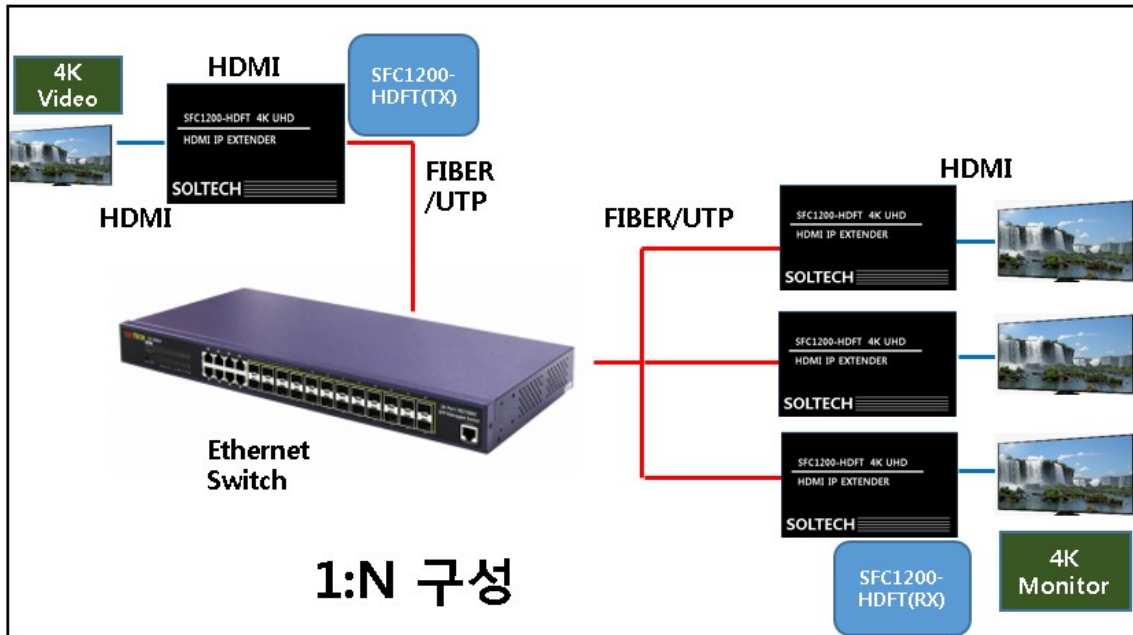 4K
Video
HDMI
SFC1200-
HDFT(TX)
SFC1200-HDFT 4K UHD
HDMI IP EXTENDER
SOLTECH
HDMI
FIBER
/UTP
FIBER/UTP
HDMI
SFC1200-HDFT 4K UHD
HDMI IP EXTENDER
SOLTECH
SFC1200-HDFT 4K UHD
HDMI IP EXTENDER
SOLTECH
SFC1200-HDFT 4K UHD
HDMI IP EXTENDER
SOLTECH
Ethernet
Switch
1:N 구성
SFC1200-
HDFT(RX)
4K
Monitor